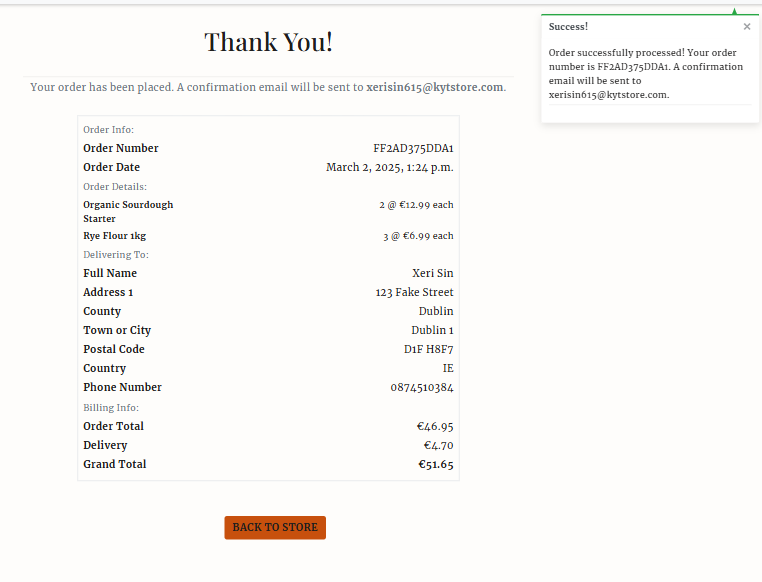 Thank You!
Your order has been placed. A confirmation email will be sent to xerisin615@kytstore.com.
Order Info:
Order Number FF2AD375DDA1
Order Date March 2, 2025, 1:24 p.m.
Order Details:
Organic Sourdough Starter 2 @ €12.99 each
Rye Flour 1kg 3 @ €6.99 each
Delivering To:
Full Name Xeri Sin
Address 1 123 Fake Street
County Dublin
Town or City Dublin 1
Postal Code D1F H8F7
Country IE
Phone Number 0874510384
Billing Info:
Order Total €46.95
Delivery €4.70
Grand Total €51.65
BACK TO STORE
Success! ×
Order successfully processed! Your order
number is FF2AD375DDA1. A confirmation
email will be sent to
xerisin615@kytstore.com.